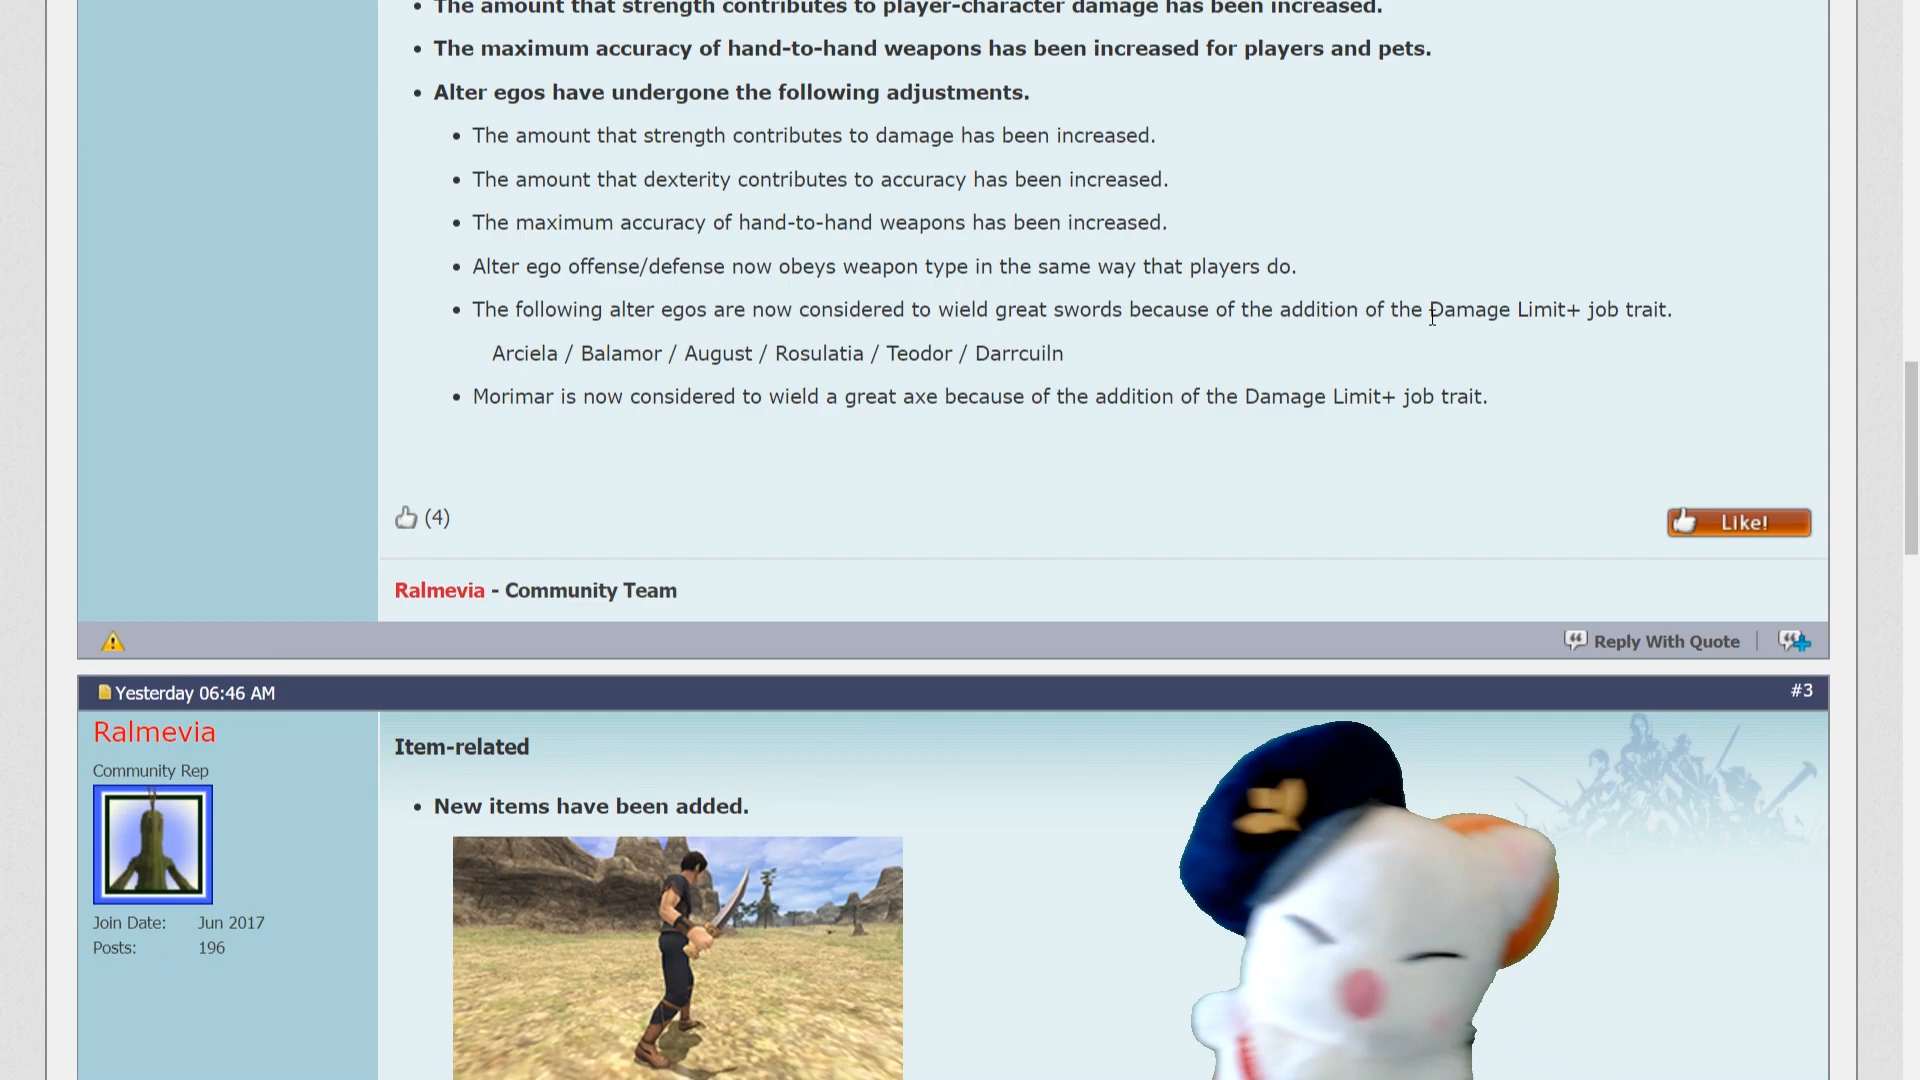 The amount that strength contributes to player-character damage has been increased.
The maximum accuracy of hand-to-hand weapons has been increased for players and pets.
Alter egos have undergone the following adjustments.
The amount that strength contributes to damage has been increased.
The amount that dexterity contributes to accuracy has been increased.
The maximum accuracy of hand-to-hand weapons has been increased.
Alter ego offense/defense now obeys weapon type in the same way that players do.
The following alter egos are now considered to wield great swords because of the addition of the Damage Limit+ job trait.
Arciela / Balamor / August / Rosulatia / Teodor / Darrcuiln
Morimar is now considered to wield a great axe because of the addition of the Damage Limit+ job trait.
(4)
Like!
Ralmevia - Community Team
Reply With Quote
Yesterday 06:46 AM
#3
Ralmevia
Community Rep
Join Date: Jun 2017
Posts: 196
Item-related
New items have been added.